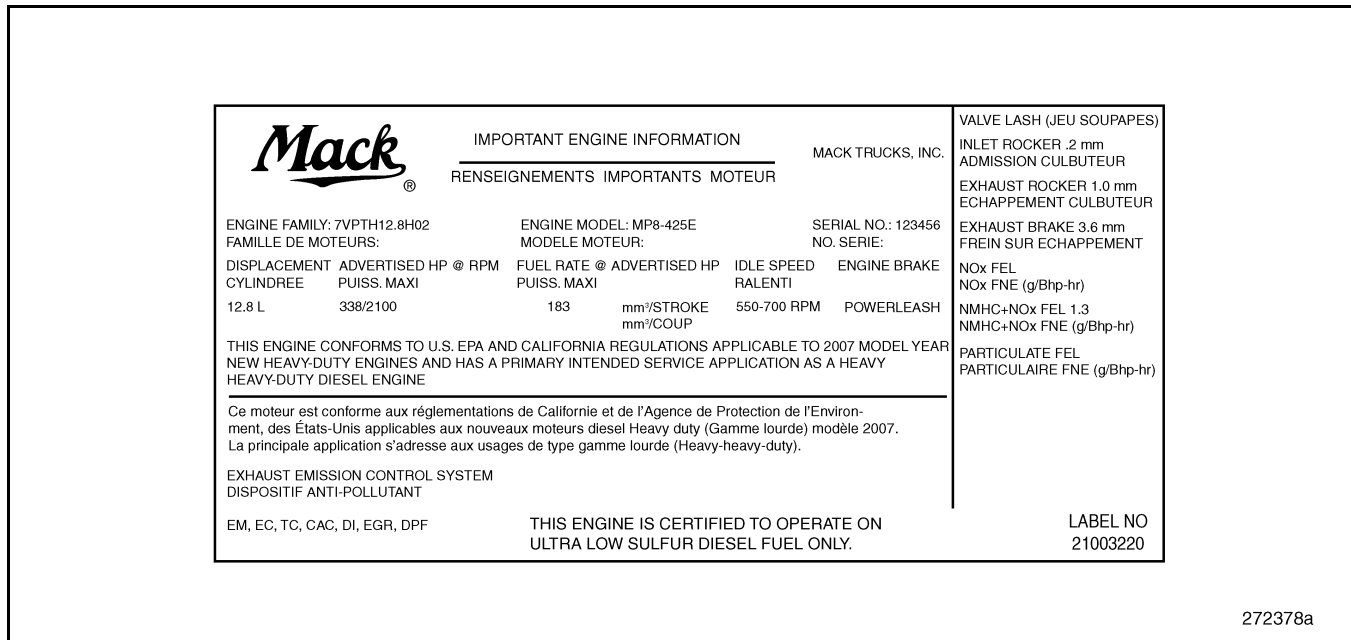 Mack ®
IMPORTANT ENGINE INFORMATION
RENSEIGNEMENTS IMPORTANTS MOTEUR
MACK TRUCKS, INC.
ENGINE FAMILY: 7VPTH12.8H02 ENGINE MODEL: MP8-425E SERIAL NO.: 123456
FAMILLE DE MOTEURS: MODELE MOTEUR: NO. SERIE:
DISPLACEMENT ADVERTISED HP @ RPM FUEL RATE @ ADVERTISED HP IDLE SPEED ENGINE BRAKE
CYLINDREE PUISS. MAXI PUISS. MAXI RALENTI
12.8 L 338/2100 183 mm³/STROKE 550-700 RPM POWERLEASH
mm³/COUP
THIS ENGINE CONFORMS TO U.S. EPA AND CALIFORNIA REGULATIONS APPLICABLE TO 2007 MODEL YEAR
NEW HEAVY-DUTY ENGINES AND HAS A PRIMARY INTENDED SERVICE APPLICATION AS A HEAVY
HEAVY-DUTY DIESEL ENGINE
Ce moteur est conforme aux réglementations de Californie et de l'Agence de Protection de l'Environ-
ment, des États-Unis applicables aux nouveaux moteurs diesel Heavy duty (Gamme lourde) modèle 2007.
La principale application s'adresse aux usages de type gamme lourde (Heavy-heavy-duty).
EXHAUST EMISSION CONTROL SYSTEM
DISPOSITIF ANTI-POLLUTANT
EM, EC, TC, CAC, DI, EGR, DPF
THIS ENGINE IS CERTIFIED TO OPERATE ON
ULTRA LOW SULFUR DIESEL FUEL ONLY.
VALVE LASH (JEU SOUPAPES)
INLET ROCKER .2 mm
ADMISSION CULBUTEUR
EXHAUST ROCKER 1.0 mm
ECHAPPEMENT CULBUTEUR
EXHAUST BRAKE 3.6 mm
FREIN SUR ECHAPPEMENT
NOx FEL
NOx FNE (g/Bhp-hr)
NMHC+NOx FEL 1.3
NMHC+NOx FNE (g/Bhp-hr)
PARTICULATE FEL
PARTICULAIRE FNE (g/Bhp-hr)
LABEL NO
21003220
272378a